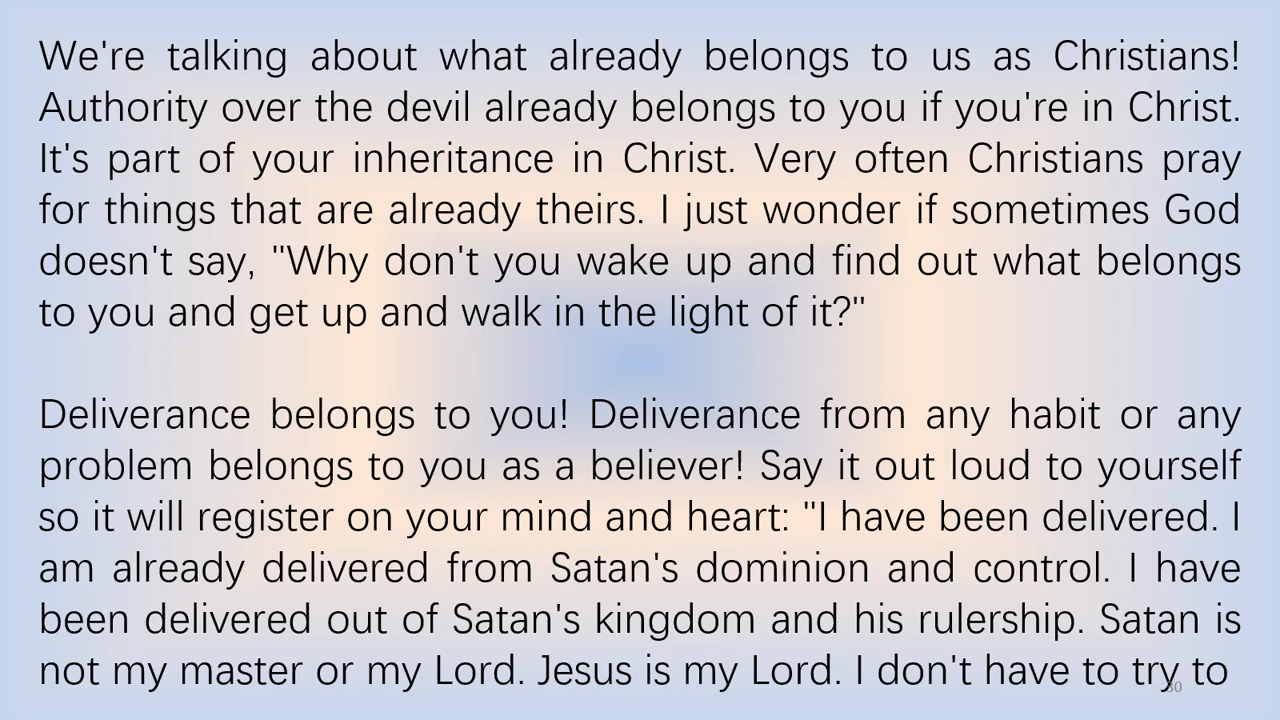 We're talking about what already belongs to us as Christians!
Authority over the devil already belongs to you if you're in Christ.
It's part of your inheritance in Christ. Very often Christians pray
for things that are already theirs. I just wonder if sometimes God
doesn't say, "Why don't you wake up and find out what belongs
to you and get up and walk in the light of it?"
Deliverance belongs to you! Deliverance from any habit or any
problem belongs to you as a believer! Say it out loud to yourself
so it will register on your mind and heart: "I have been delivered. I
am already delivered from Satan's dominion and control. I have
been delivered out of Satan's kingdom and his rulership. Satan is
not my master or my Lord. Jesus is my Lord. I don't have to try to
30